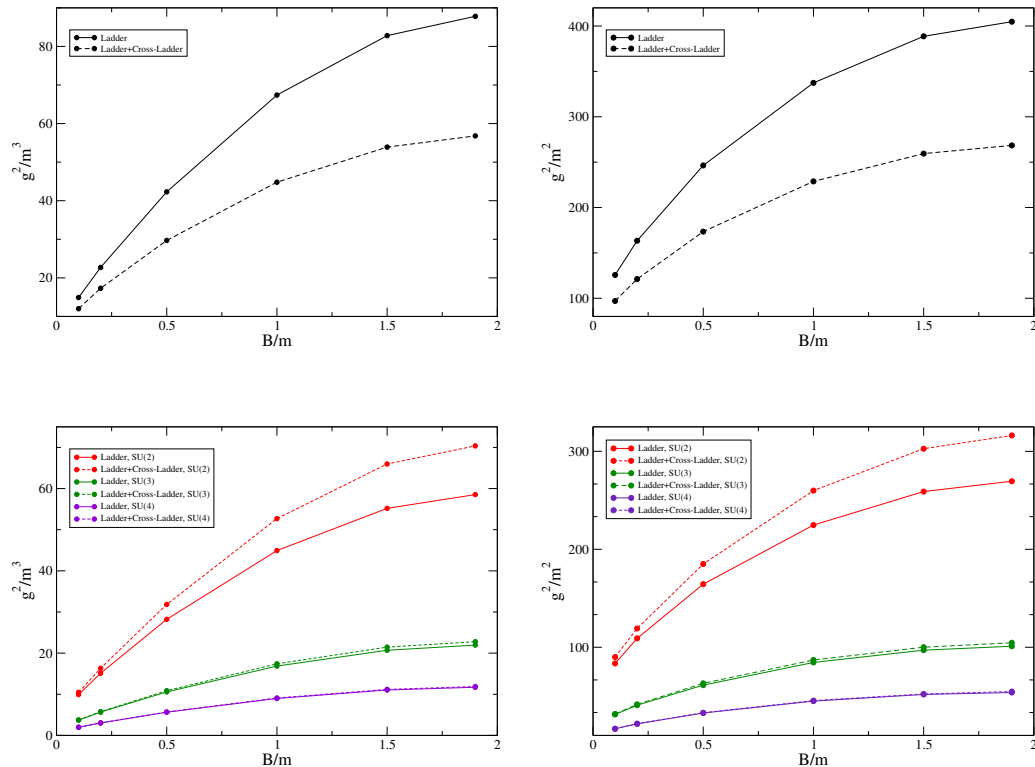 Ladder
Ladder+Cross-Ladder
80
60
40
20
g²/m³
0
0.5
1
1.5
2
B/m
Ladder
Ladder+Cross-Ladder
400
300
200
100
g²/m²
0
0.5
1
1.5
2
B/m
Ladder, SU(2)
Ladder+Cross-Ladder, SU(2)
Ladder, SU(3)
Ladder+Cross-Ladder, SU(3)
Ladder, SU(4)
Ladder+Cross-Ladder, SU(4)
60
40
20
0
g²/m³
0
0.5
1
1.5
2
B/m
Ladder, SU(2)
Ladder+Cross-Ladder, SU(2)
Ladder, SU(3)
Ladder+Cross-Ladder, SU(3)
Ladder, SU(4)
Ladder+Cross-Ladder, SU(4)
300
200
100
g²/m²
0
0.5
1
1.5
2
B/m